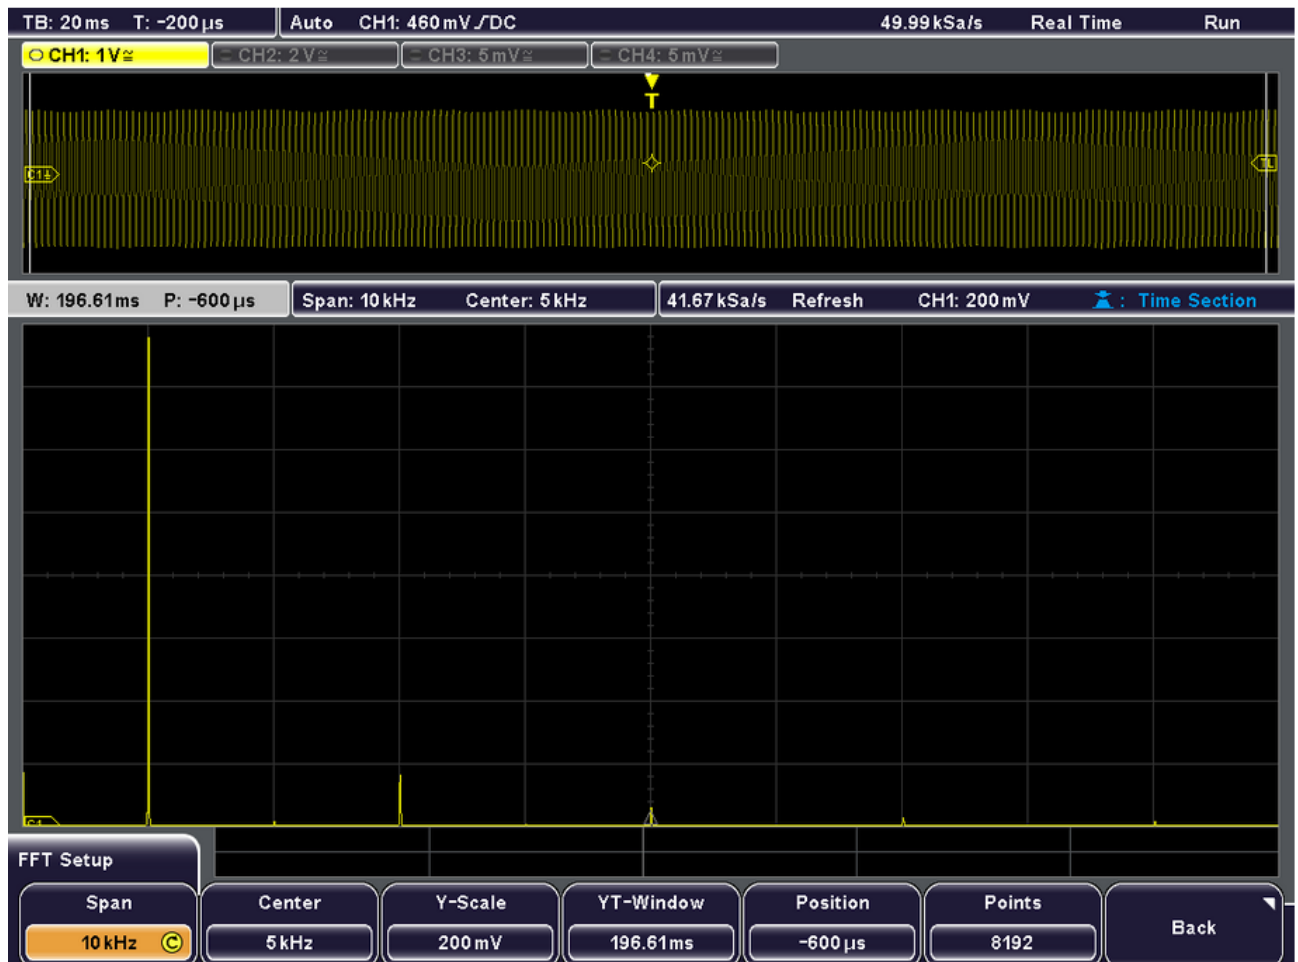 TB: 20 ms T: -200 µs Auto CH1: 460 mV DC 49.99 kSa/s Real Time Run
CH1: 1 V≅ CH2: 2 V≅ CH3: 5 mV≅ CH4: 5 mV≅
T
C1 TL
W: 196.61 ms P: -600 µs Span: 10 kHz Center: 5 kHz 41.67 kSa/s Refresh CH1: 200 mV : Time Section
C1
FFT Setup
Span Center Y-Scale YT-Window Position Points
10 kHz C 5 kHz 200 mV 196.61 ms -600 µs 8192 Back